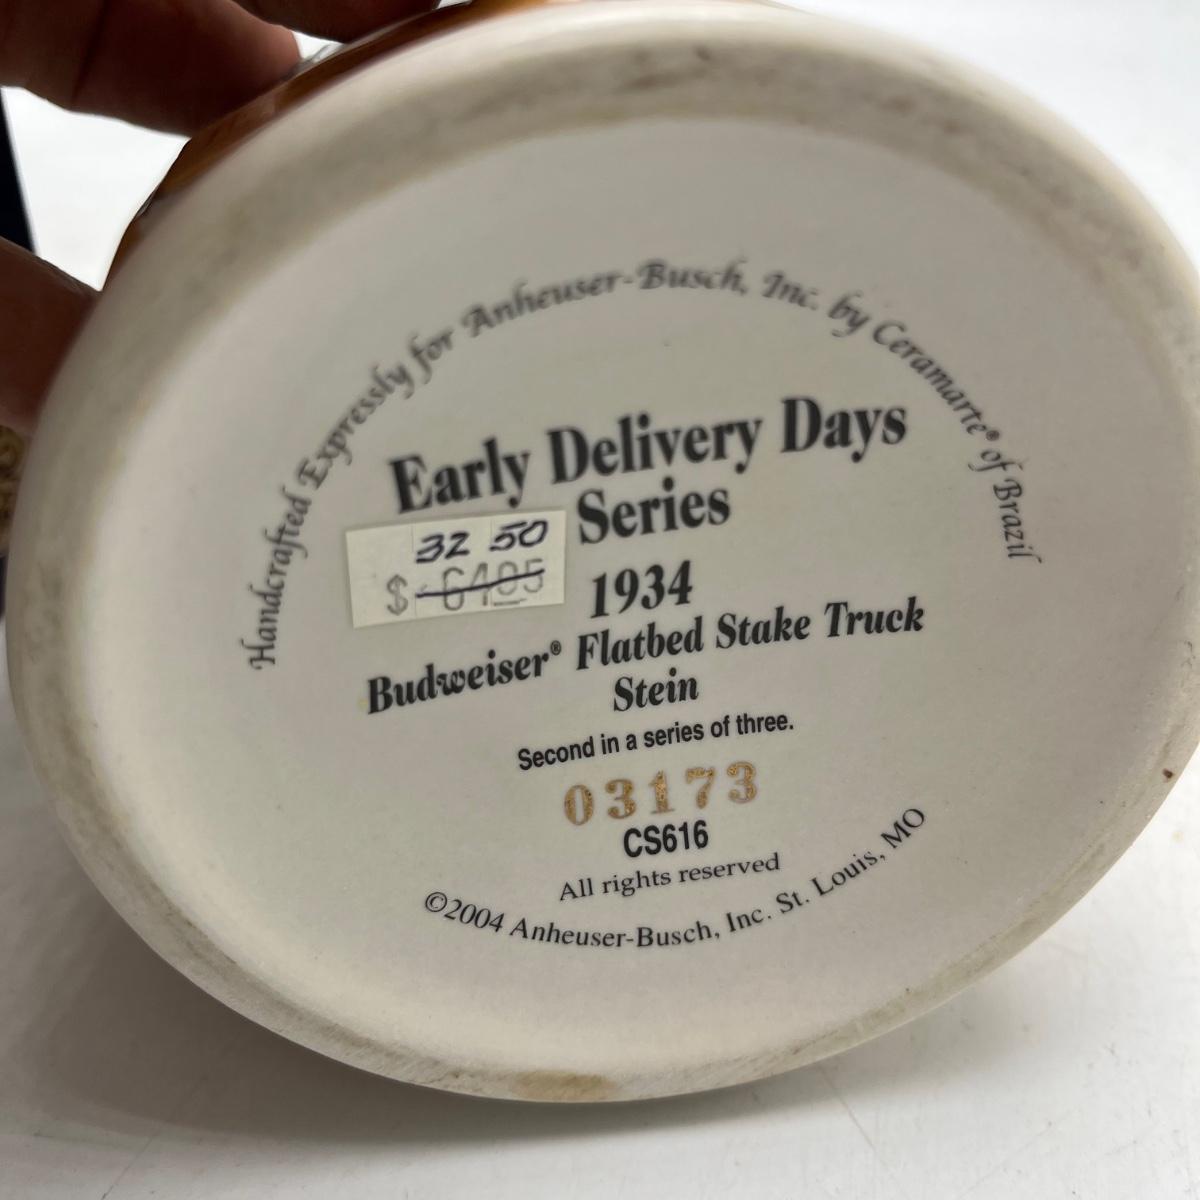 Handcrafted Expressly for Anheuser-Busch, Inc. by Ceramarte® of Brazil
Early Delivery Days
Series
32 50
$ 6495
1934
Budweiser® Flatbed Stake Truck
Stein
Second in a series of three.
03173
CS616
All rights reserved
©2004 Anheuser-Busch, Inc. St. Louis, MO